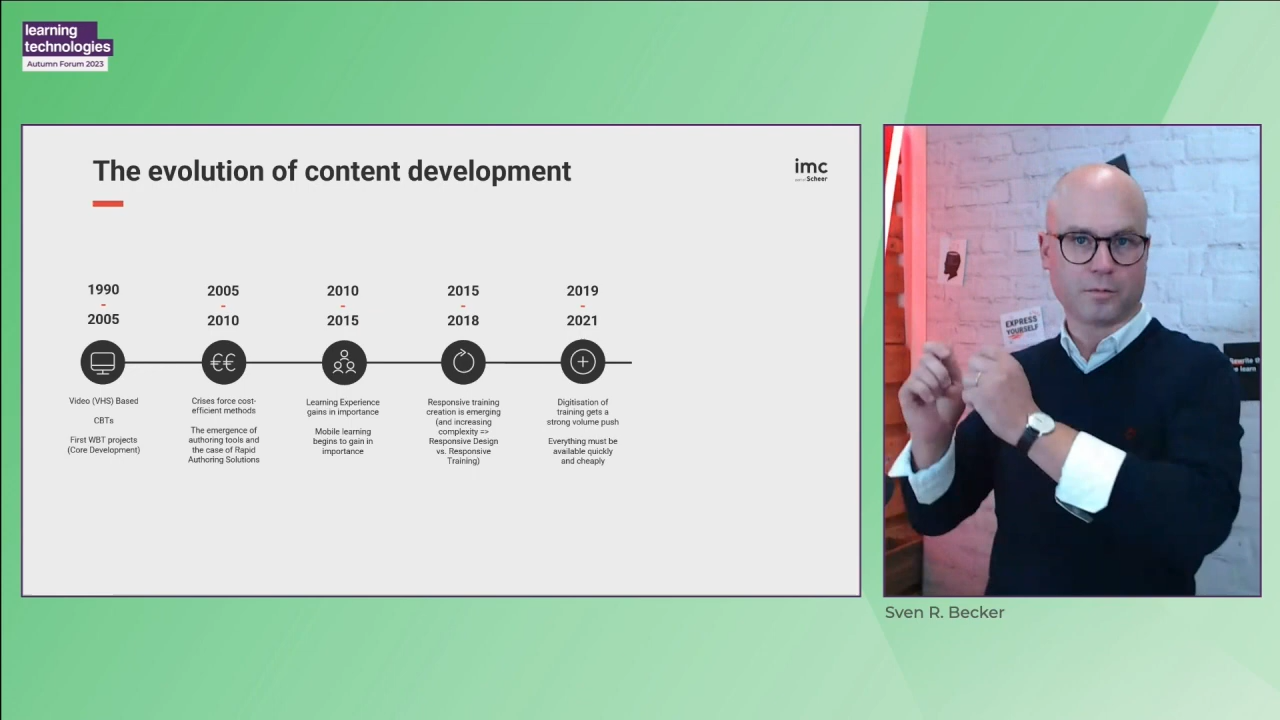 learning
technologies
Autumn Forum 2023
The evolution of content development
imc
Scheer
1990
-
2005
Video (VHS) Based
CBTs
First WBT projects
(Core Development)
2005
-
2010
€€
Crises force cost-
efficient methods
The emergence of
authoring tools and
the case of Rapid
Authoring Solutions
2010
-
2015
Learning Experience
gains in importance
Mobile learning
begins to gain in
importance
2015
-
2018
Responsive training
creation is emerging
(and increasing
complexity =>
Responsive Design
vs. Responsive
Training)
2019
-
2021
Digitisation of
training gets a
strong volume push
Everything must be
available quickly
and cheaply
EXPRESS
YOURSELF
learn
Sven R. Becker